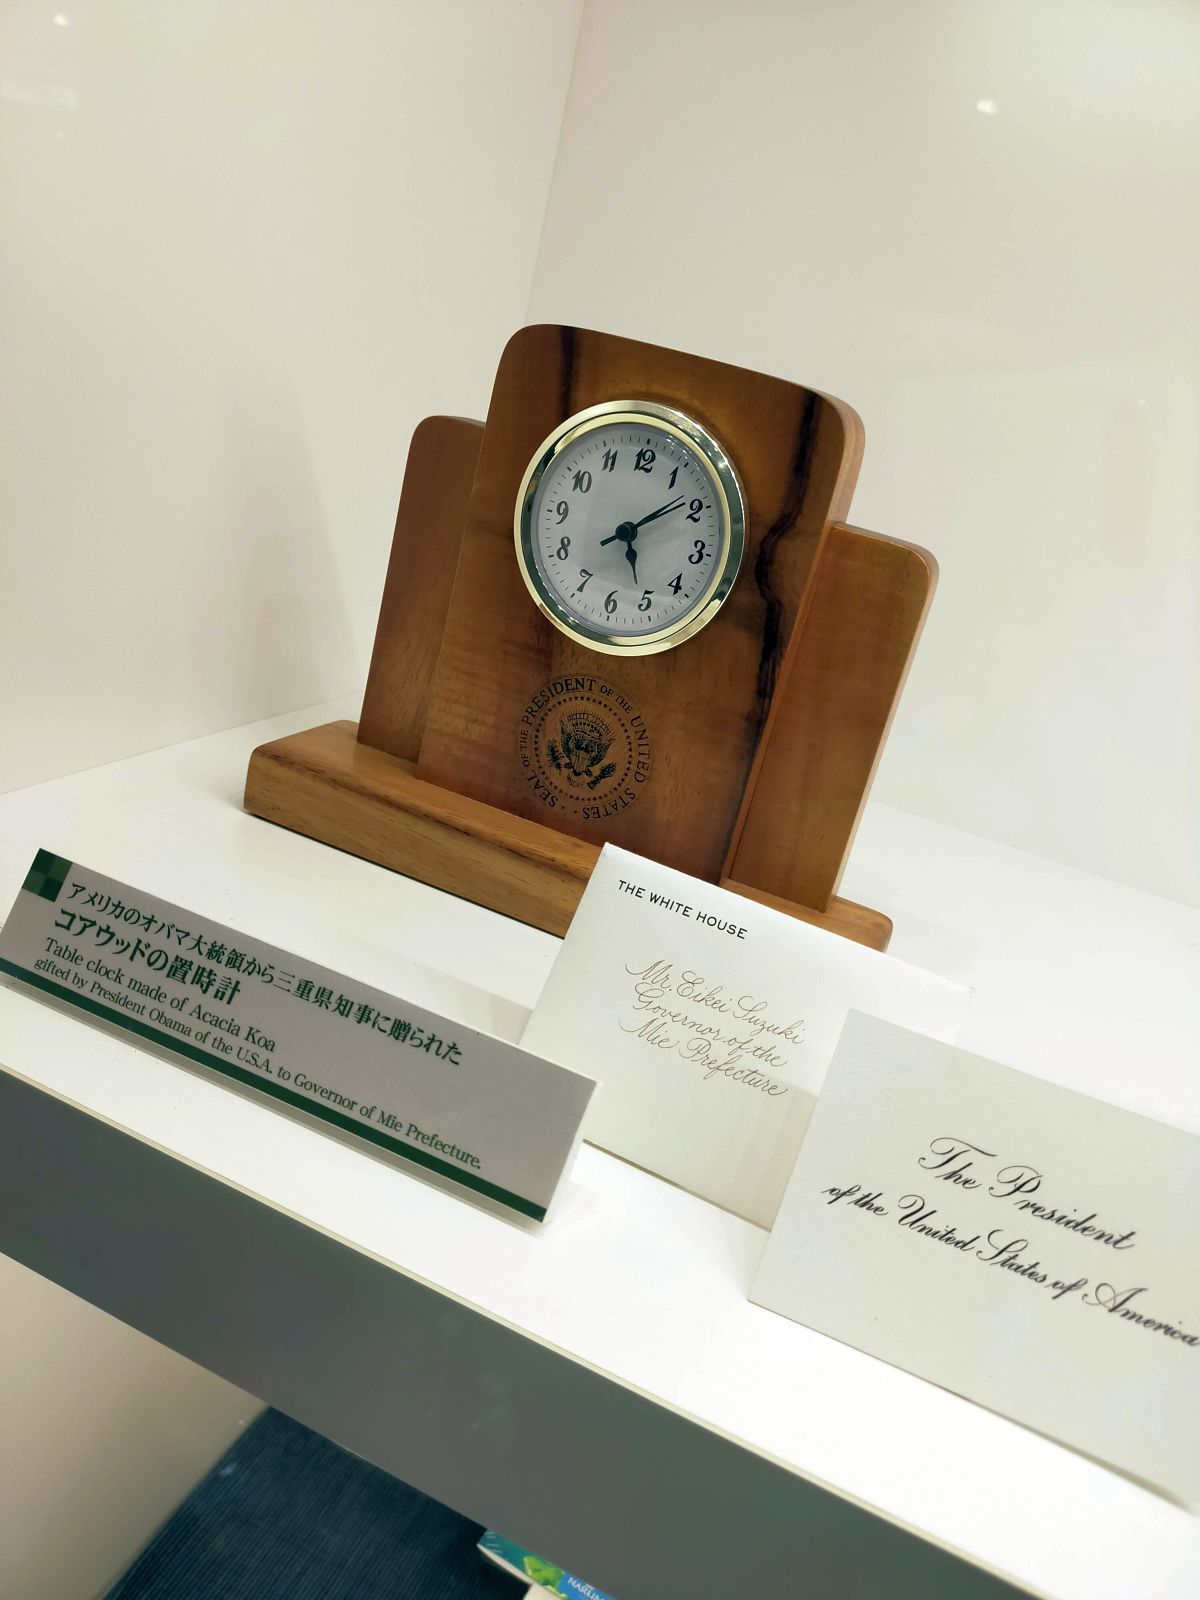 11 12 1
10 2
9 3
8 4
7 6 5
SEAL OF THE PRESIDENT OF THE UNITED STATES
アメリカのオバマ大統領から三重県知事に贈られた
コアウッドの置時計
Table clock made of Acacia Koa
gifted by President Obama of the U.S.A. to Governor of Mie Prefecture.
THE WHITE HOUSE
Mr. Eikei Suzuki
Governor of the
Mie Prefecture
The President
of the United States of America